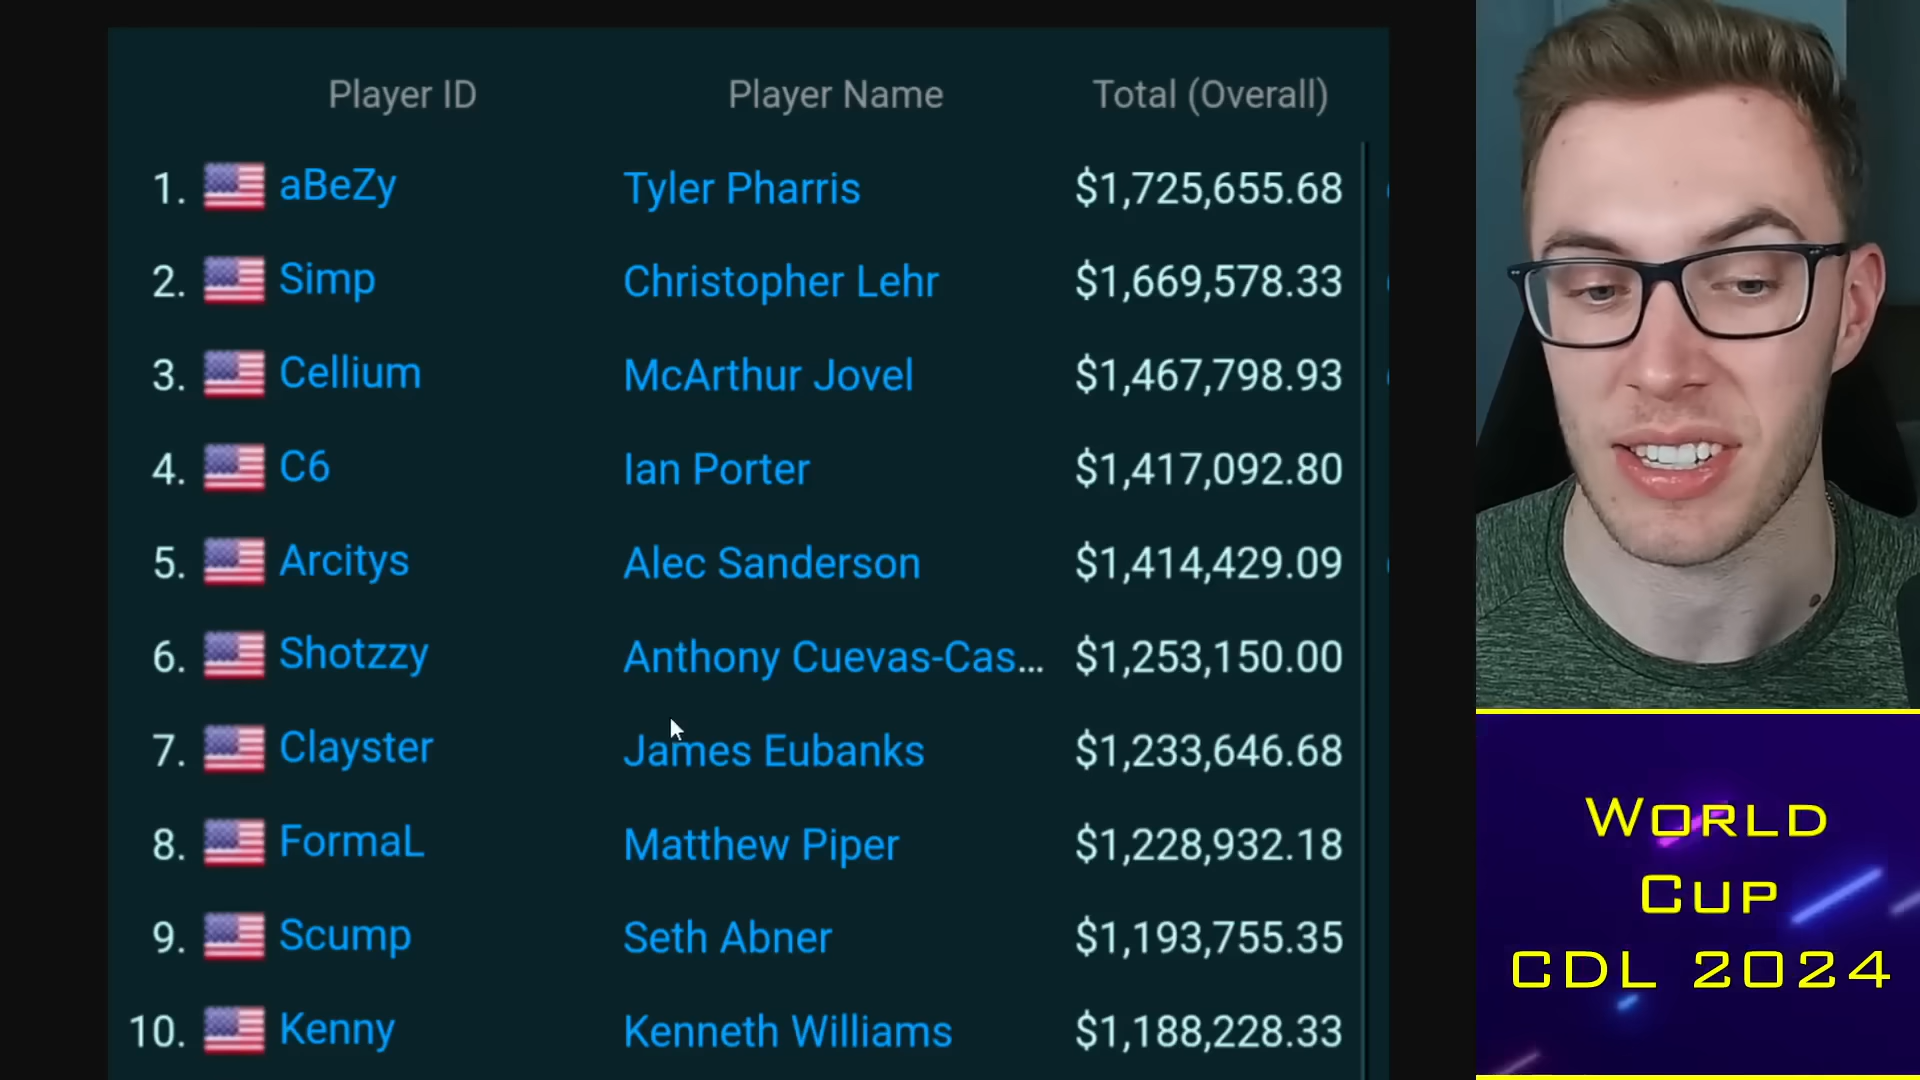 Player ID Player Name Total (Overall)
1. aBeZy Tyler Pharris $1,725,655.68
2. Simp Christopher Lehr $1,669,578.33
3. Cellium McArthur Jovel $1,467,798.93
4. C6 Ian Porter $1,417,092.80
5. Arcitys Alec Sanderson $1,414,429.09
6. Shotzzy Anthony Cuevas-Cas... $1,253,150.00
7. Clayster James Eubanks $1,233,646.68
8. FormaL Matthew Piper $1,228,932.18
9. Scump Seth Abner $1,193,755.35
10. Kenny Kenneth Williams $1,188,228.33
WORLD
CUP
CDL 2024